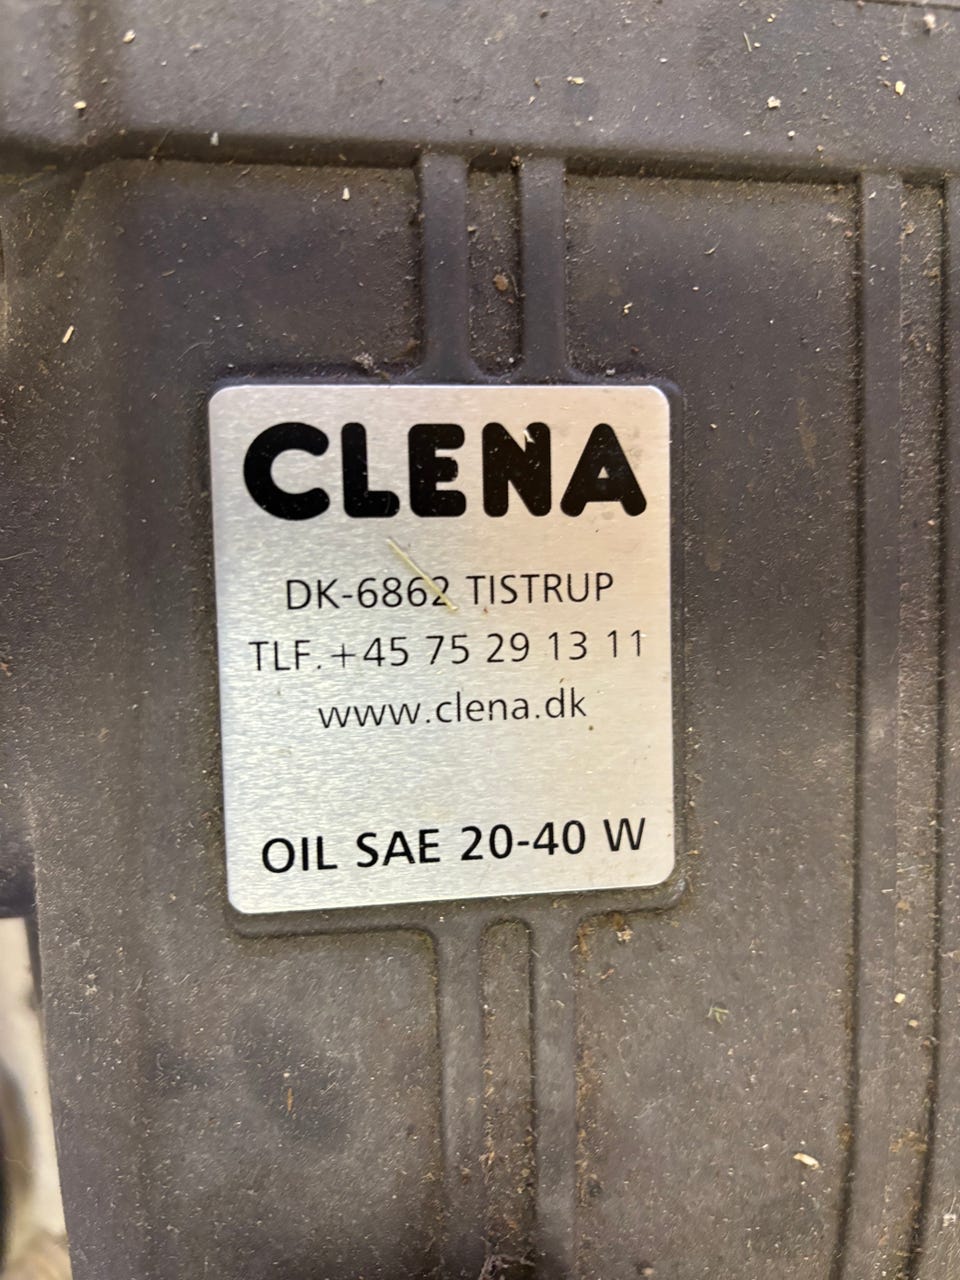 CLENA
DK-6862 TISTRUP
TLF. +45 75 29 13 11
www.clena.dk
OIL SAE 20-40 W